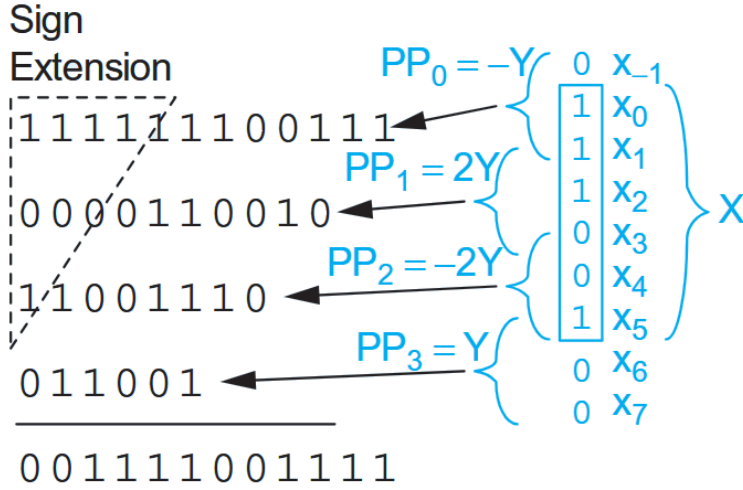 Sign
Extension
PP0 = –Y
0 x–1
111111100111
1 x0
1 x1
PP1 = 2Y
1 x2
X
0000110010
0 x3
PP2 = –2Y
0 x4
11001110
1 x5
PP3 = Y
0 x6
011001
0 x7
001111001111